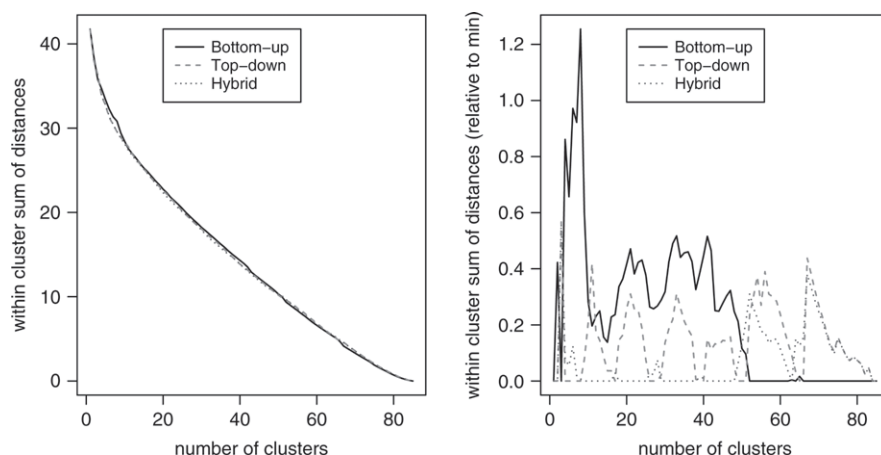 within cluster sum of distances
40
30
20
10
0
Bottom−up
Top−down
Hybrid
0 20 40 60 80
number of clusters
within cluster sum of distances (relative to min)
1.2
1.0
0.8
0.6
0.4
0.2
0.0
Bottom−up
Top−down
Hybrid
0 20 40 60 80
number of clusters